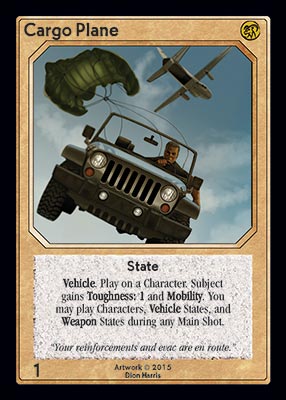 Cargo Plane
State
Vehicle. Play on a Character. Subject
gains Toughness: 1 and Mobility. You
may play Characters, Vehicle States, and
Weapon States during any Main Shot.
"Your reinforcements and evac are en route."
1
Artwork © 2015
Dion Harris